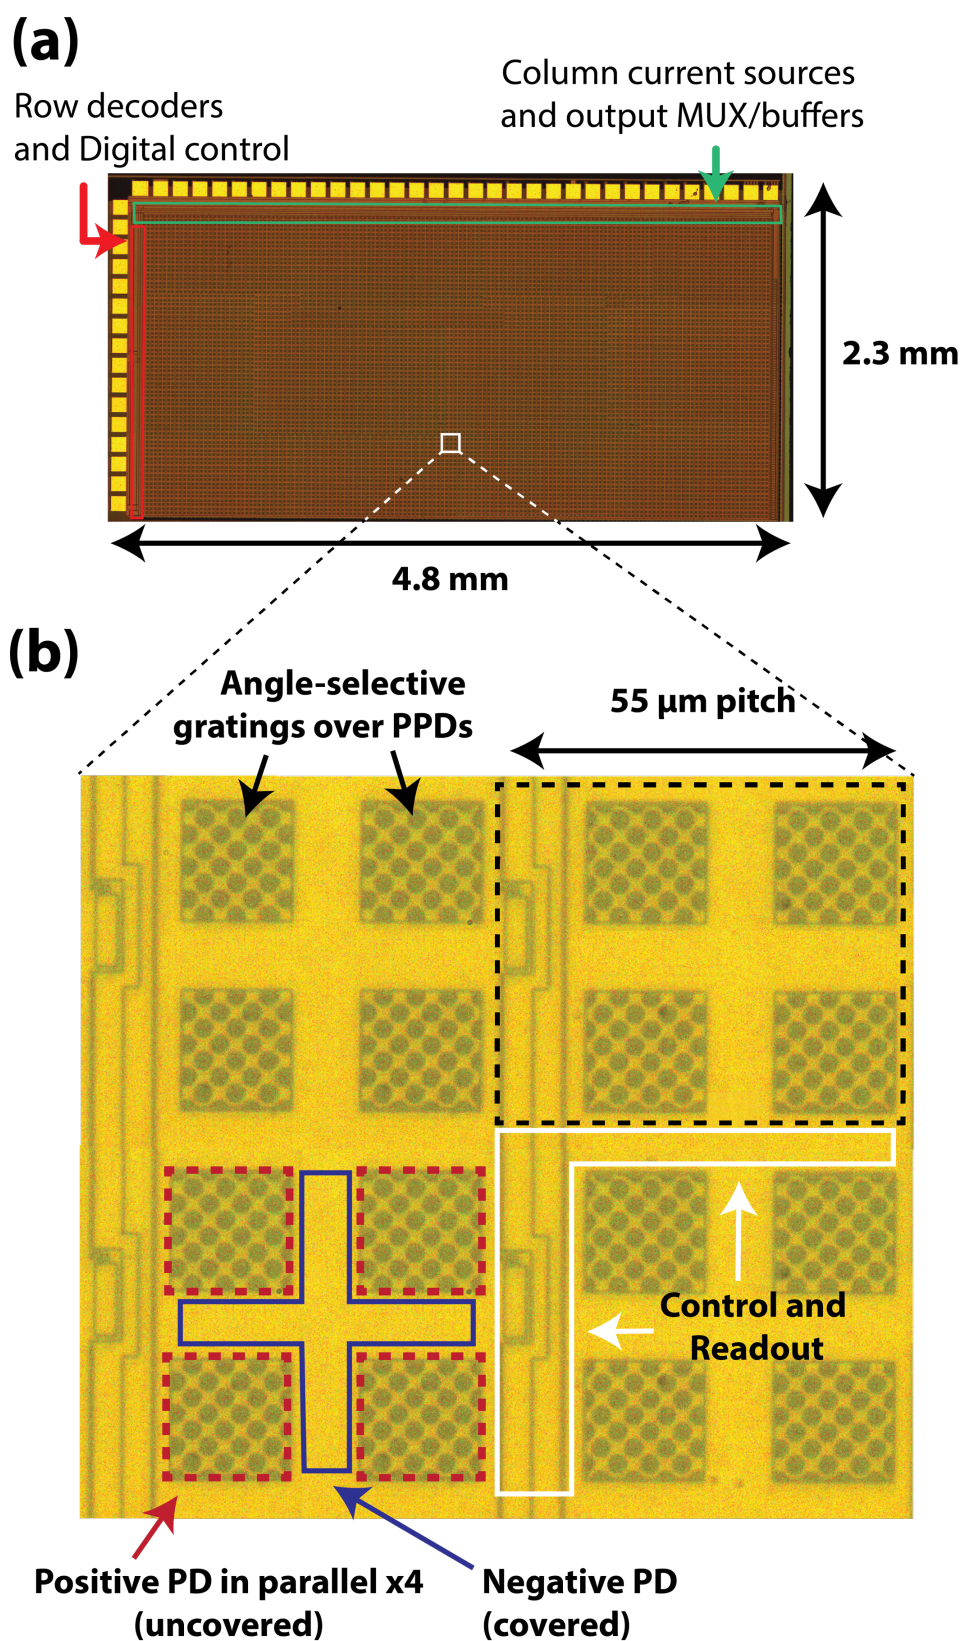 (a)
Row decoders
and Digital control
Column current sources
and output MUX/buffers
2.3 mm
4.8 mm
(b)
Angle-selective
gratings over PPDs
55 µm pitch
Control and
Readout
Positive PD in parallel x4
(uncovered)
Negative PD
(covered)